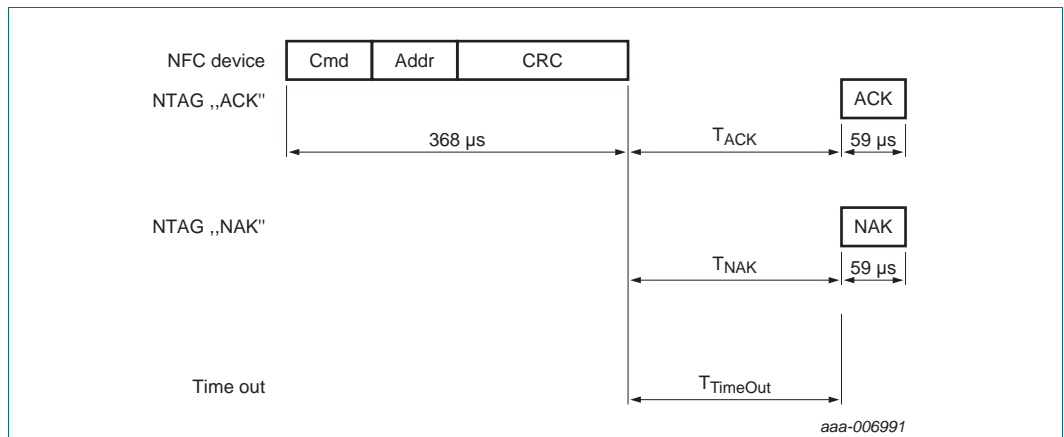 NFC device Cmd Addr CRC
NTAG ,,ACK" ACK
368 µs TACK 59 µs
NTAG ,,NAK" NAK
TNAK 59 µs
Time out TTimeOut
aaa-006991